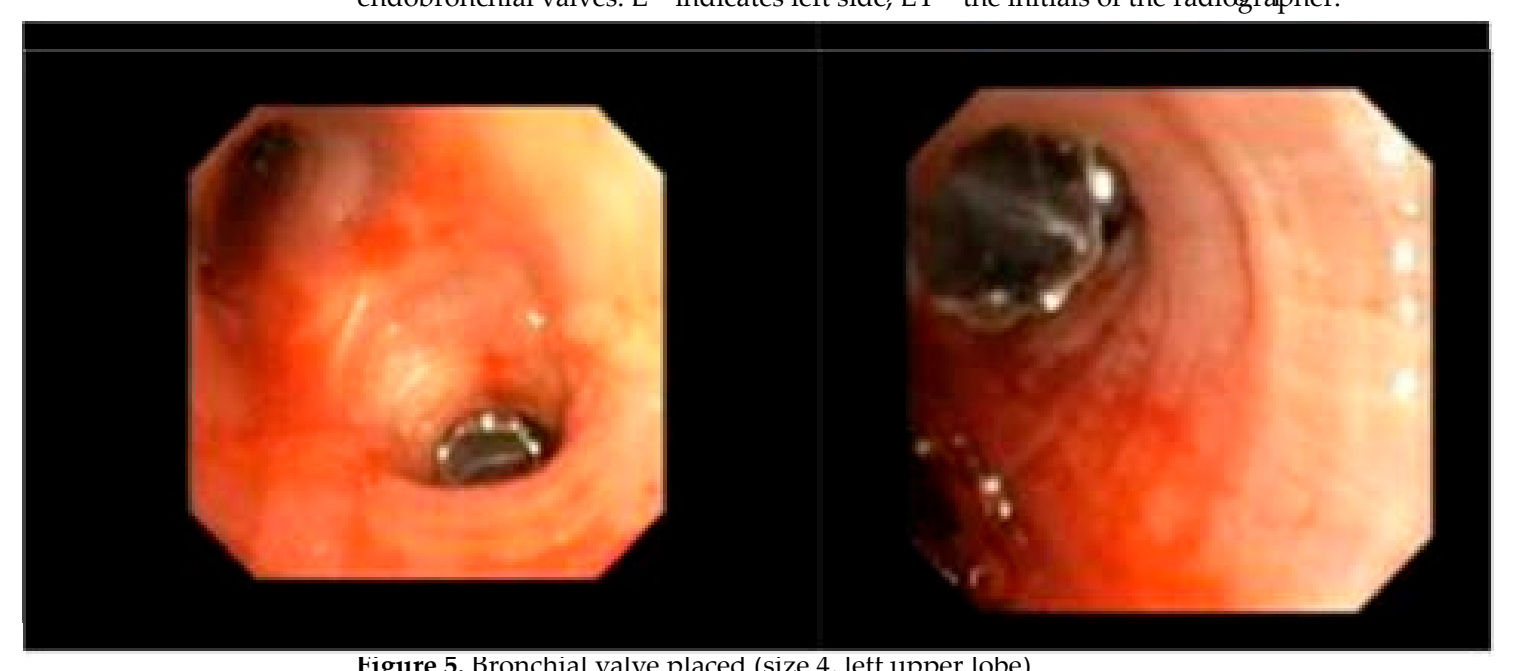 endobronchial valves. L—indicates left side; LT—the initials of the radiographer.
Figure 5. Bronchial valve placed (size 4, left upper lobe)